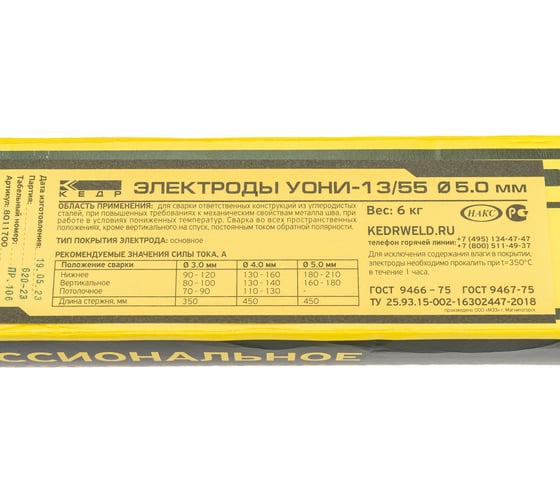 КЕДР
ЭЛЕКТРОДЫ УОНИ-13/55 Ø 5.0 мм
ОБЛАСТЬ ПРИМЕНЕНИЯ: для сварки ответственных конструкций из углеродистых
сталей, при повышенных требованиях к механическим свойствам металла шва, при
работе в условиях пониженных температур. Сварка во всех пространственных
положениях, кроме вертикального на спуск, постоянным током обратной полярности.
ТИП ПОКРЫТИЯ ЭЛЕКТРОДА: основное
РЕКОМЕНДУЕМЫЕ ЗНАЧЕНИЯ СИЛЫ ТОКА, А
Положение сварки Ø 3.0 мм Ø 4.0 мм Ø 5.0 мм
Нижнее 90 - 120 130 - 160 180 - 210
Вертикальное 80 - 100 130 - 140 160 - 180
Потолочное 70 - 90 110 - 130 -
Длина стержня, мм 350 450 450
Вес: 6 кг
НАКС
РС
KEDRWELD.RU
телефон горячей линии: +7 (495) 134-47-47
+7 (800) 511-49-37
Для исключения содержания влаги в покрытии,
электроды необходимо прокалить при t=350°С
в течение 1 часа.
ГОСТ 9466 - 75 ГОСТ 9467-75
ТУ 25.93.15-002-16302447-2018
произведено ООО «МЭЗ» г. Магнитогорск
Дата изготовления: 19.05.23
Партия: 620-23
Табельный номер: ПР-106
Артикул: 8011700
ССИОНАЛЬНОЕ